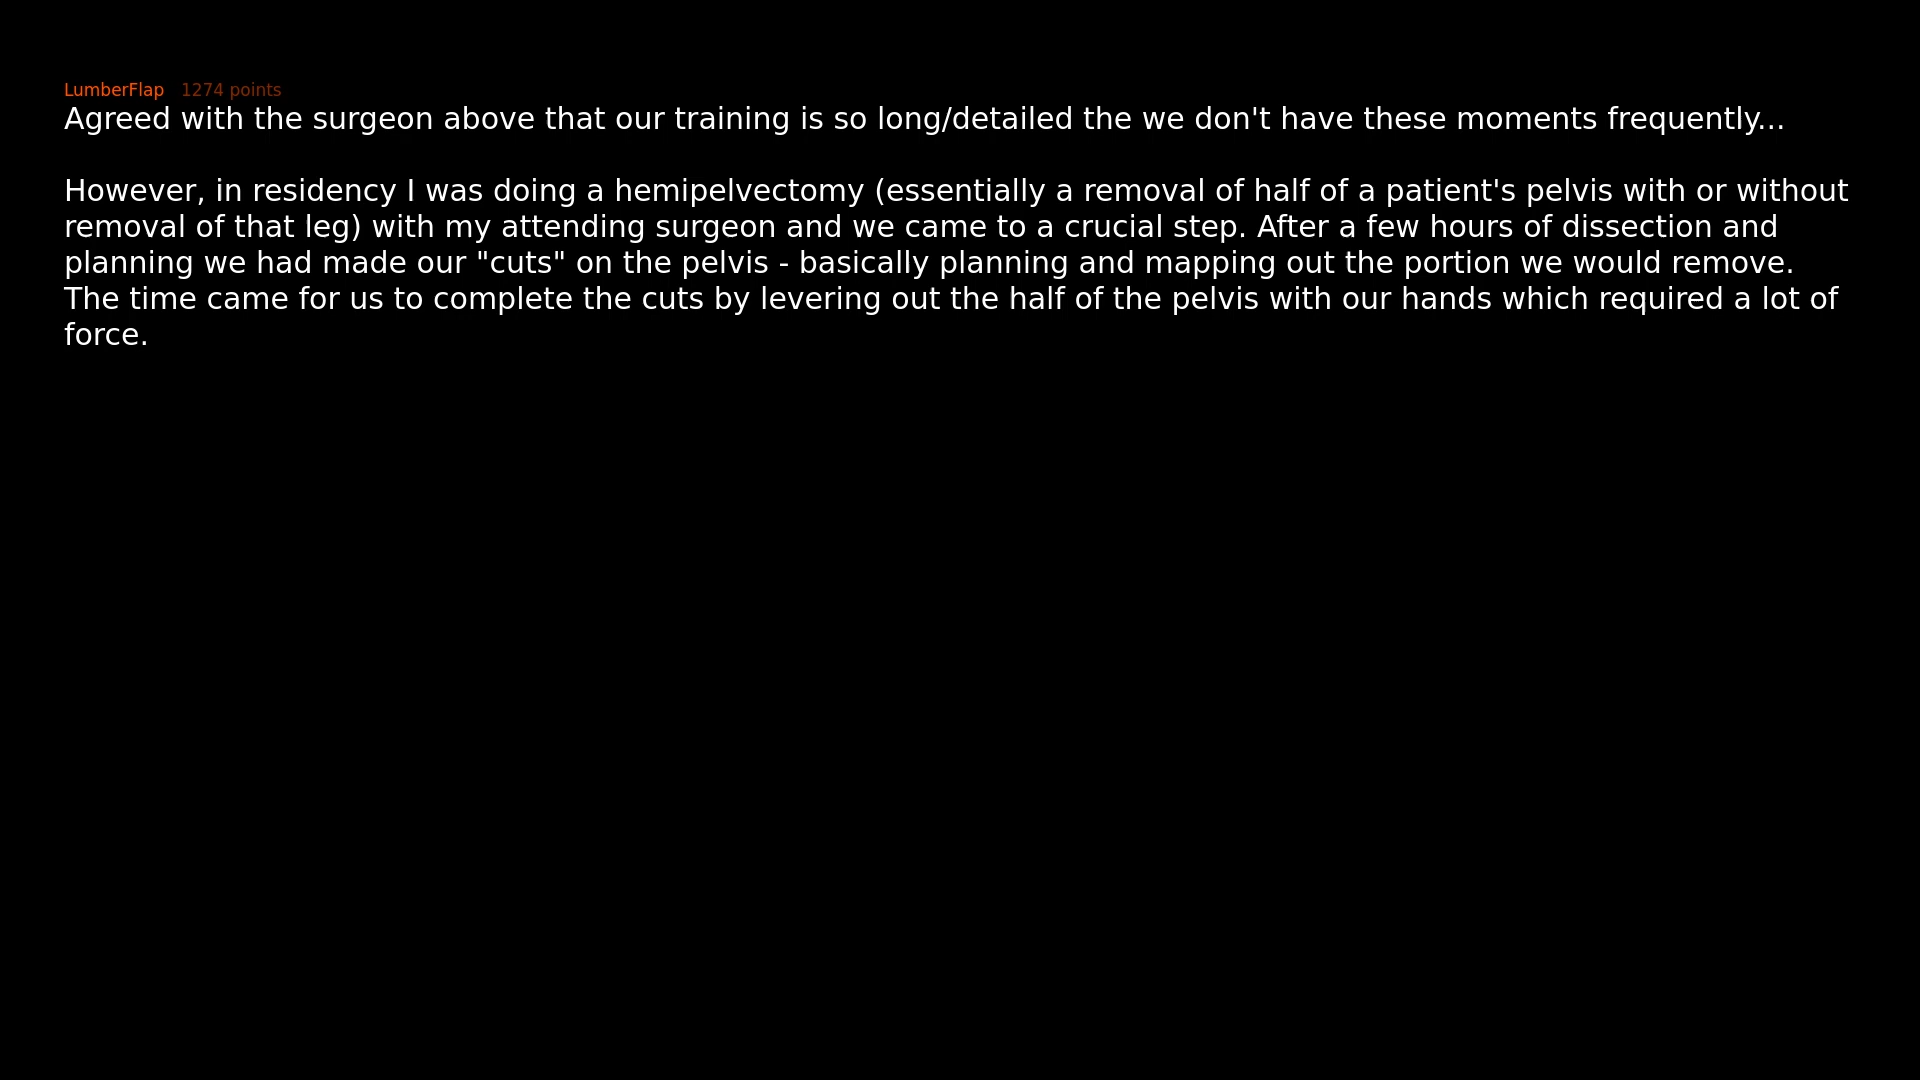 LumberFlap 1274 points
Agreed with the surgeon above that our training is so long/detailed the we don't have these moments frequently...
However, in residency I was doing a hemipelvectomy (essentially a removal of half of a patient's pelvis with or without
removal of that leg) with my attending surgeon and we came to a crucial step. After a few hours of dissection and
planning we had made our "cuts" on the pelvis - basically planning and mapping out the portion we would remove.
The time came for us to complete the cuts by levering out the half of the pelvis with our hands which required a lot of
force.